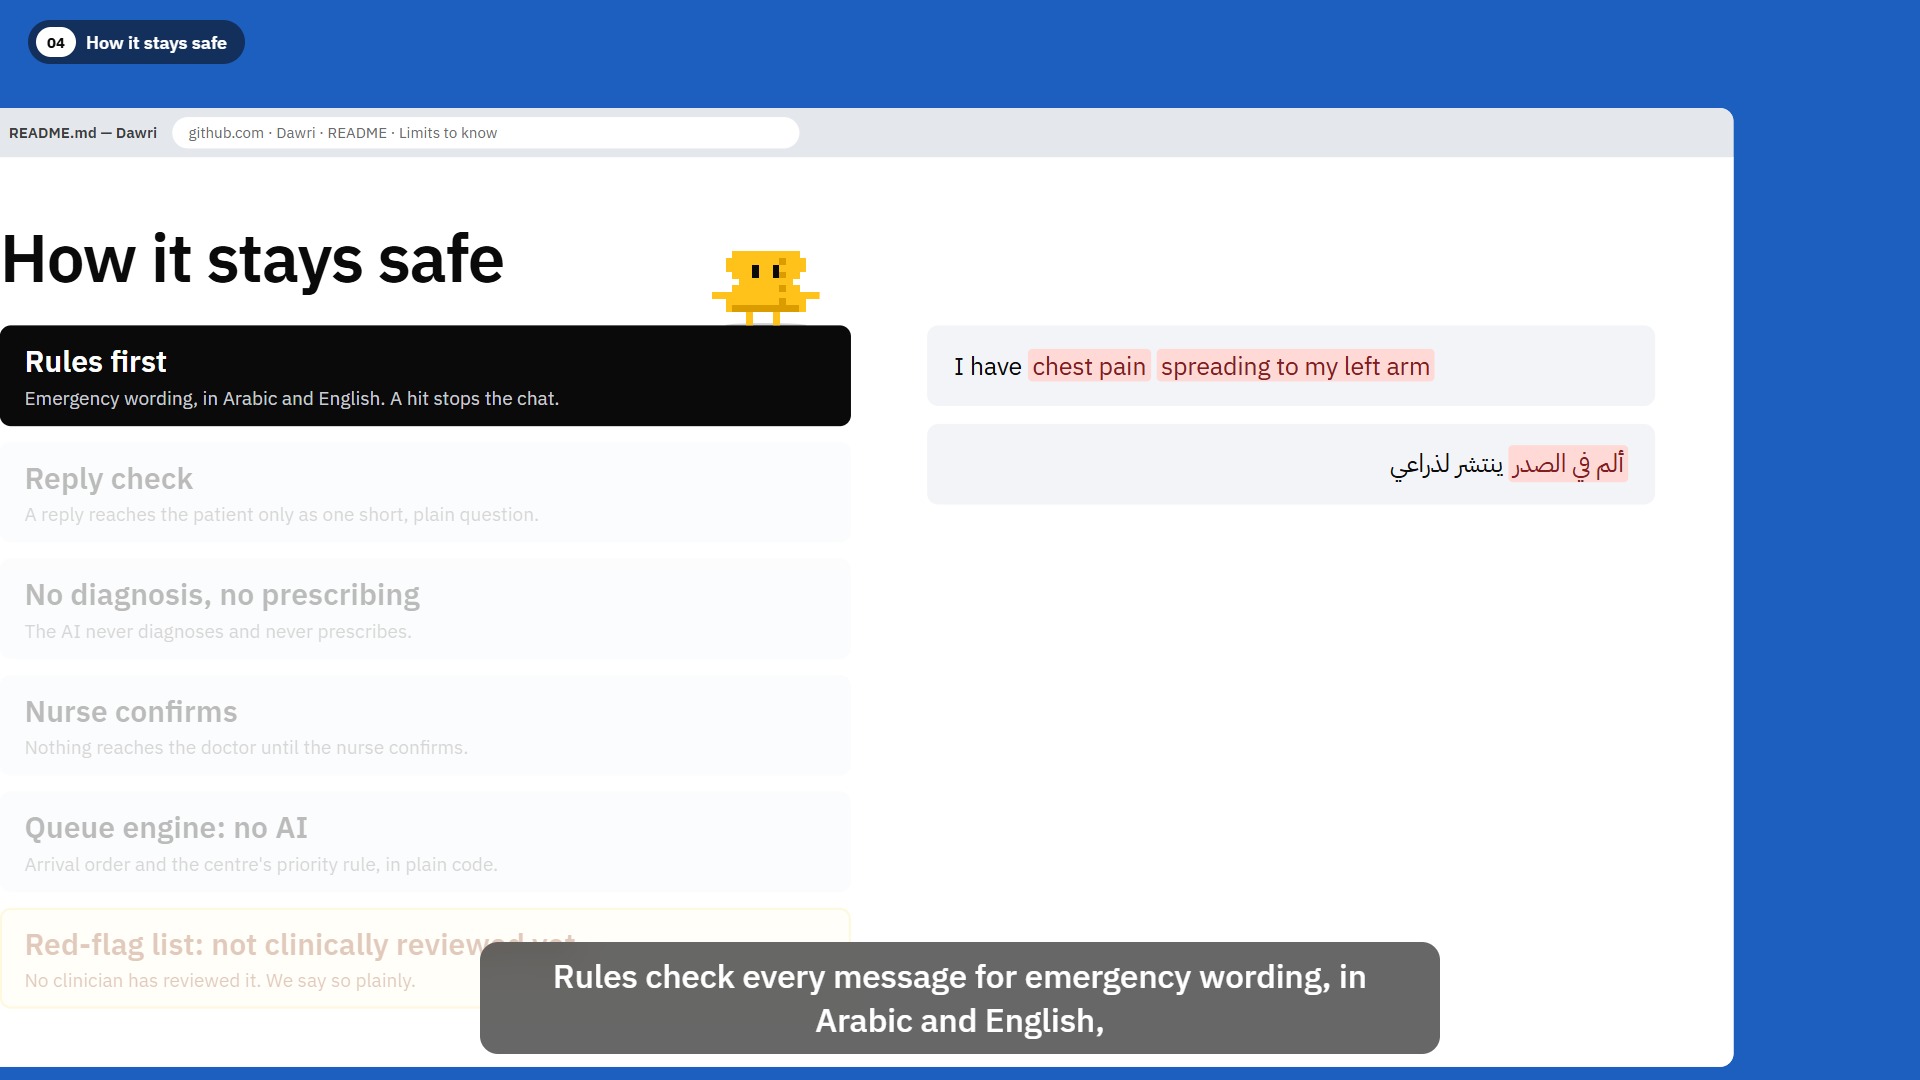 04 How it stays safe
README.md — Dawri github.com · Dawri · README · Limits to know
How it stays safe
Rules first
Emergency wording, in Arabic and English. A hit stops the chat.
Reply check
A reply reaches the patient only as one short, plain question.
No diagnosis, no prescribing
The AI never diagnoses and never prescribes.
Nurse confirms
Nothing reaches the doctor until the nurse confirms.
Queue engine: no AI
Arrival order and the centre's priority rule, in plain code.
Red-flag list: not clinically reviewed yet
No clinician has reviewed it. We say so plainly.
I have chest pain spreading to my left arm
ألم في الصدر ينتشر لذراعي
Rules check every message for emergency wording, in
Arabic and English,